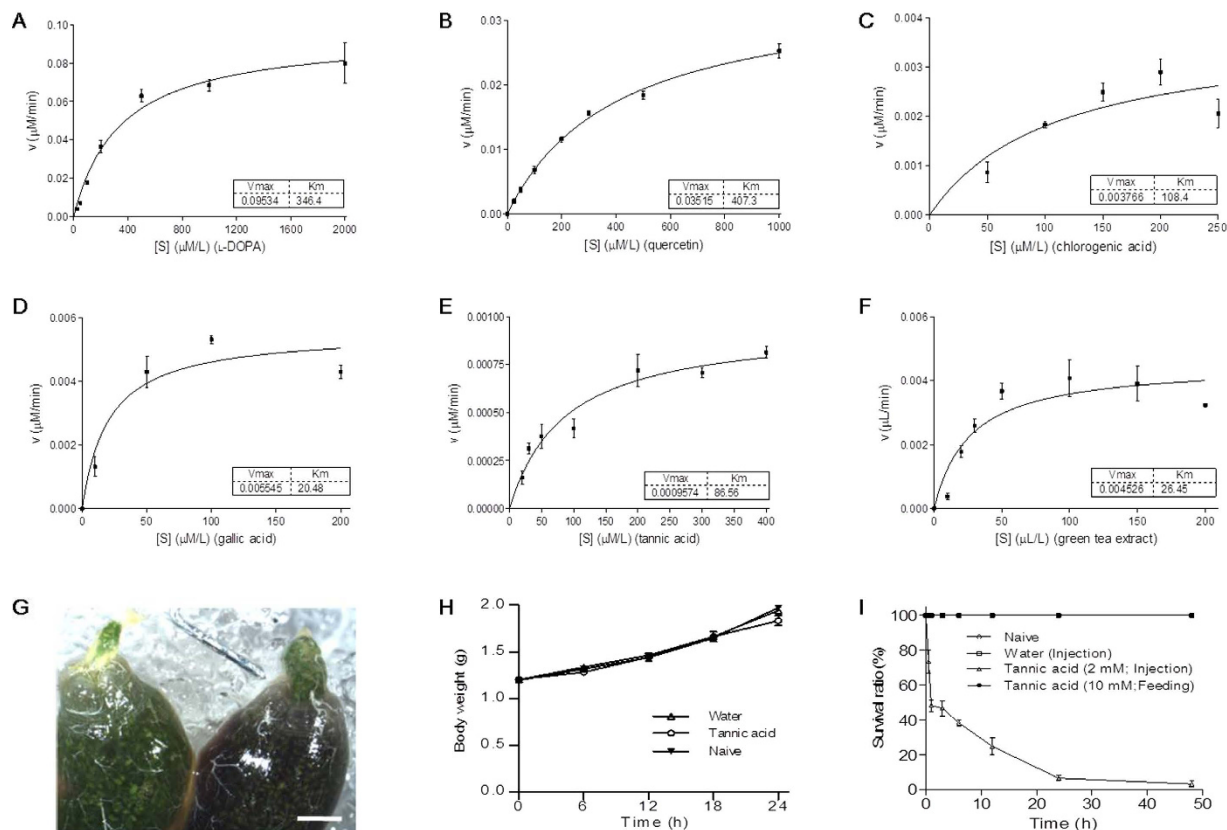 A
v (µM/min)
0.10
0.08
0.06
0.04
0.02
0.00
0 400 800 1200 1600 2000
[S] (µM/L) (L-DOPA)
Vmax Km
0.09534 346.4
B
v (µM/min)
0.03
0.02
0.01
0.00
0 200 400 600 800 1000
[S] (µM/L) (quercetin)
Vmax Km
0.03515 407.3
C
v (µM/min)
0.004
0.003
0.002
0.001
0.000
0 50 100 150 200 250
[S] (µM/L) (chlorogenic acid)
Vmax Km
0.003766 108.4
D
v (µM/min)
0.006
0.004
0.002
0.000
0 50 100 150 200
[S] (µM/L) (gallic acid)
Vmax Km
0.005545 20.48
E
v (µM/min)
0.00100
0.00075
0.00050
0.00025
0.00000
0 50 100 150 200 250 300 350 400
[S] (µM/L) (tannic acid)
Vmax Km
0.0009574 86.56
F
v (µL/min)
0.006
0.004
0.002
0.000
0 50 100 150 200
[S] (µL/L) (green tea extract)
Vmax Km
0.004526 26.45
G
H
Body weight (g)
2.0
1.6
1.2
0.3
0.0
0 6 12 18 24
Time (h)
Water
Tannic acid
Naive
I
Survival ratio (%)
100
80
60
40
20
0
0 10 20 30 40 50
Time (h)
Naive
Water (Injection)
Tannic acid (2 mM; Injection)
Tannic acid (10 mM;Feeding)